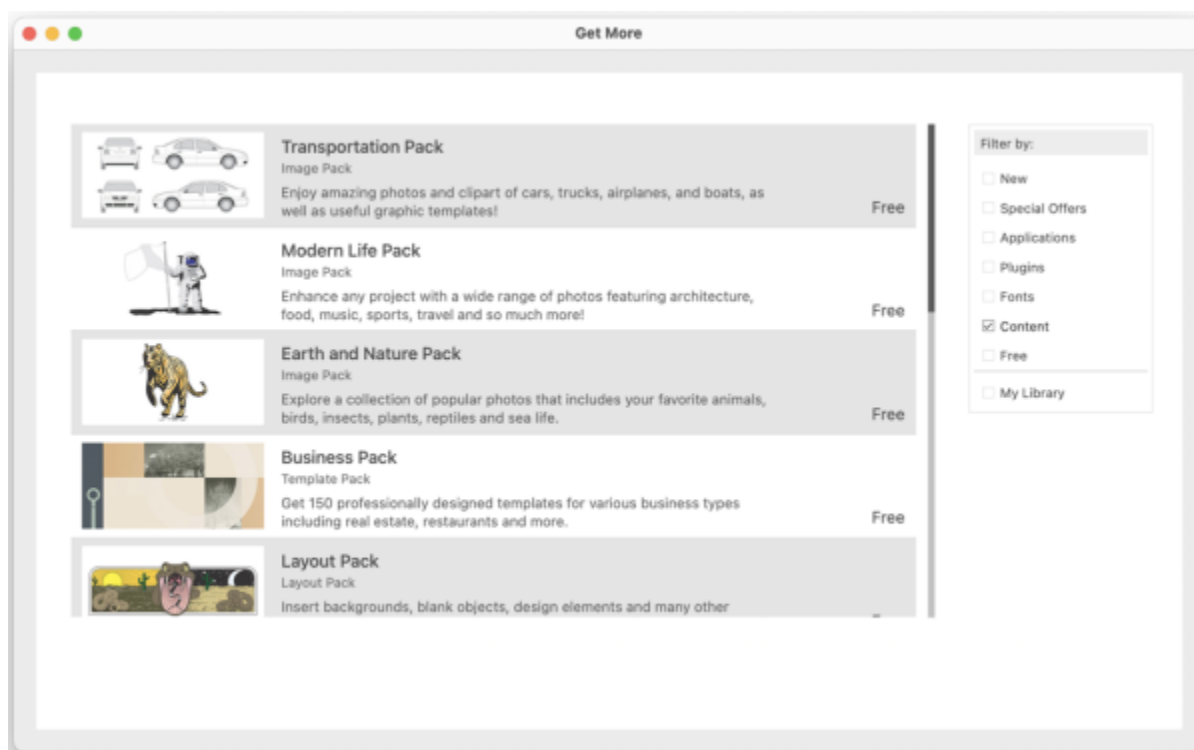 Get More
Transportation Pack
Image Pack
Enjoy amazing photos and clipart of cars, trucks, airplanes, and boats, as
well as useful graphic templates!
Free
Modern Life Pack
Image Pack
Enhance any project with a wide range of photos featuring architecture,
food, music, sports, travel and so much more!
Free
Earth and Nature Pack
Image Pack
Explore a collection of popular photos that includes your favorite animals,
birds, insects, plants, reptiles and sea life.
Free
Business Pack
Template Pack
Get 150 professionally designed templates for various business types
including real estate, restaurants and more.
Free
Layout Pack
Layout Pack
Insert backgrounds, blank objects, design elements and many other
Filter by:
New
Special Offers
Applications
Plugins
Fonts
Content
Free
My Library